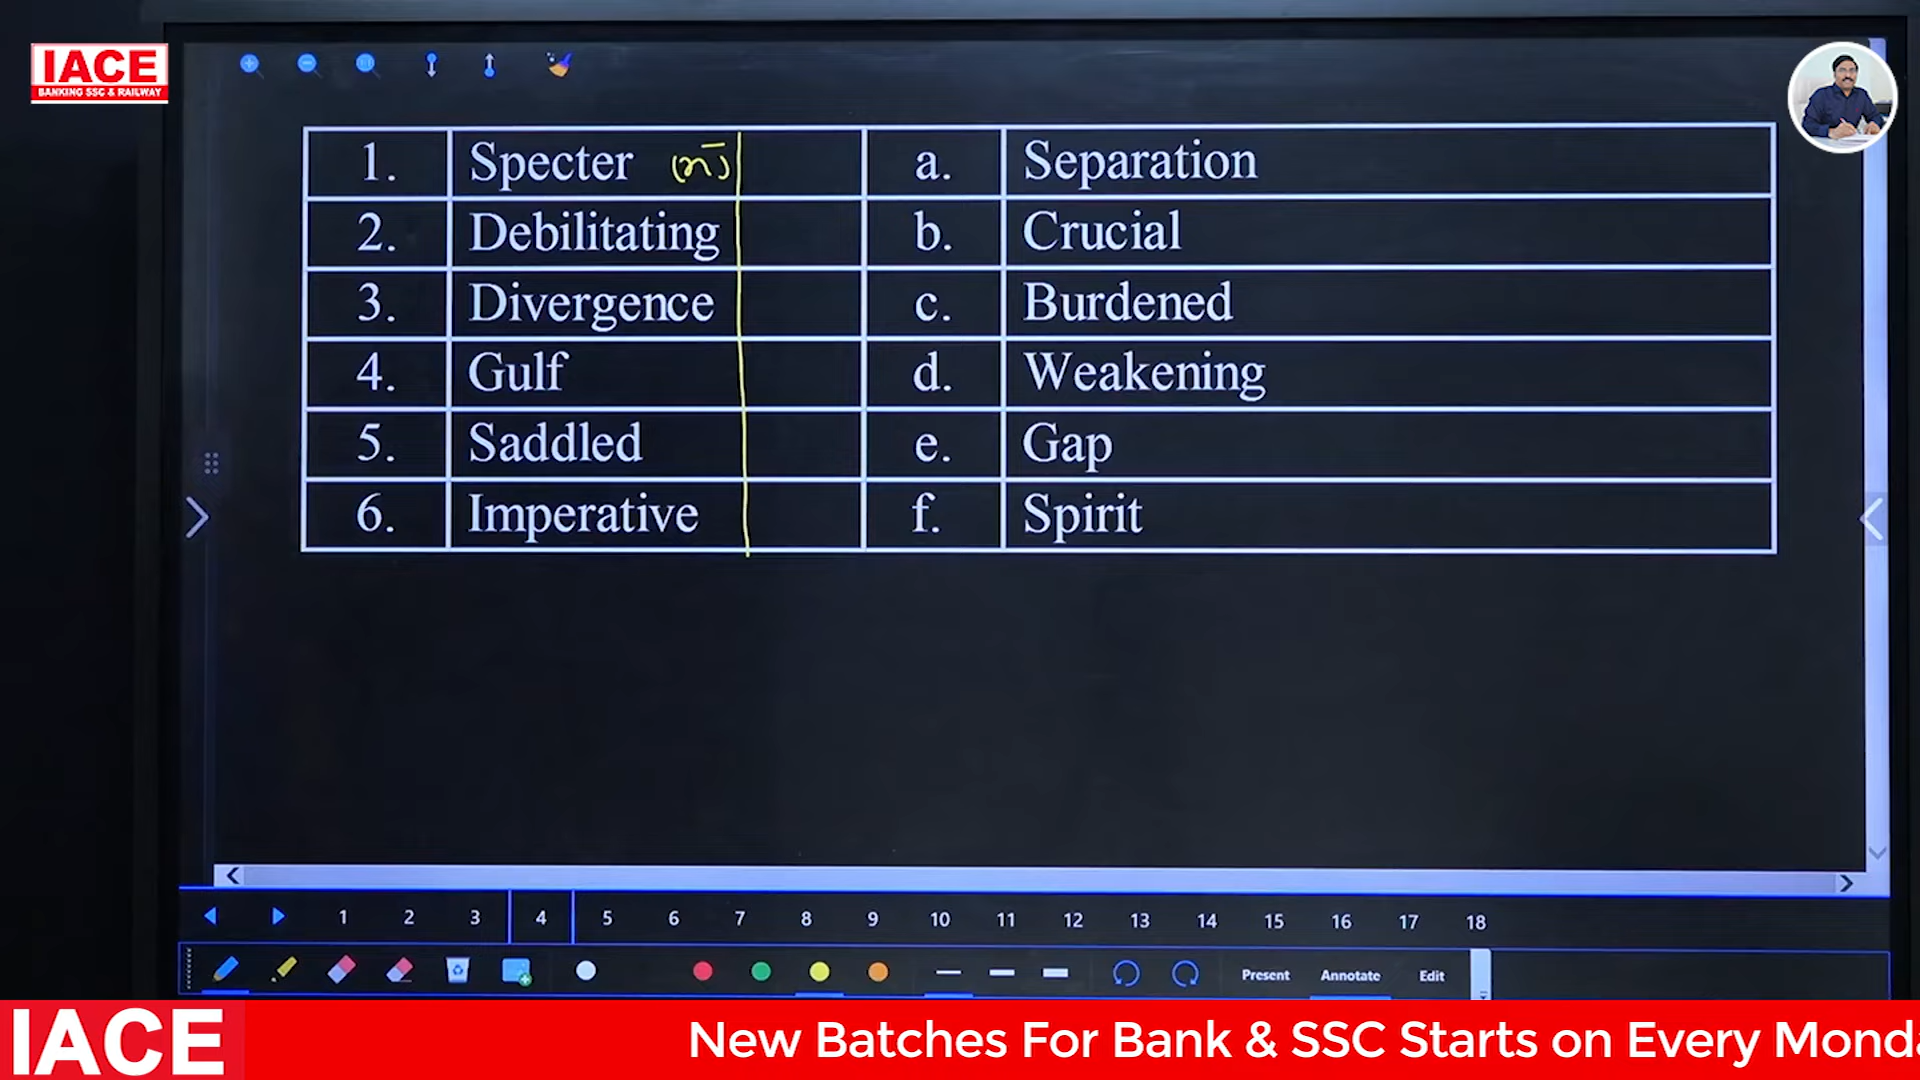 IACE
BANKING SSC & RAILWAY
1. Specter (n) a. Separation
2. Debilitating b. Crucial
3. Divergence c. Burdened
4. Gulf d. Weakening
5. Saddled e. Gap
6. Imperative f. Spirit
1 2 3 4 5 6 7 8 9 10 11 12 13 14 15 16 17 18
Present Annotate Edit
IACE New Batches For Bank & SSC Starts on Every Monda